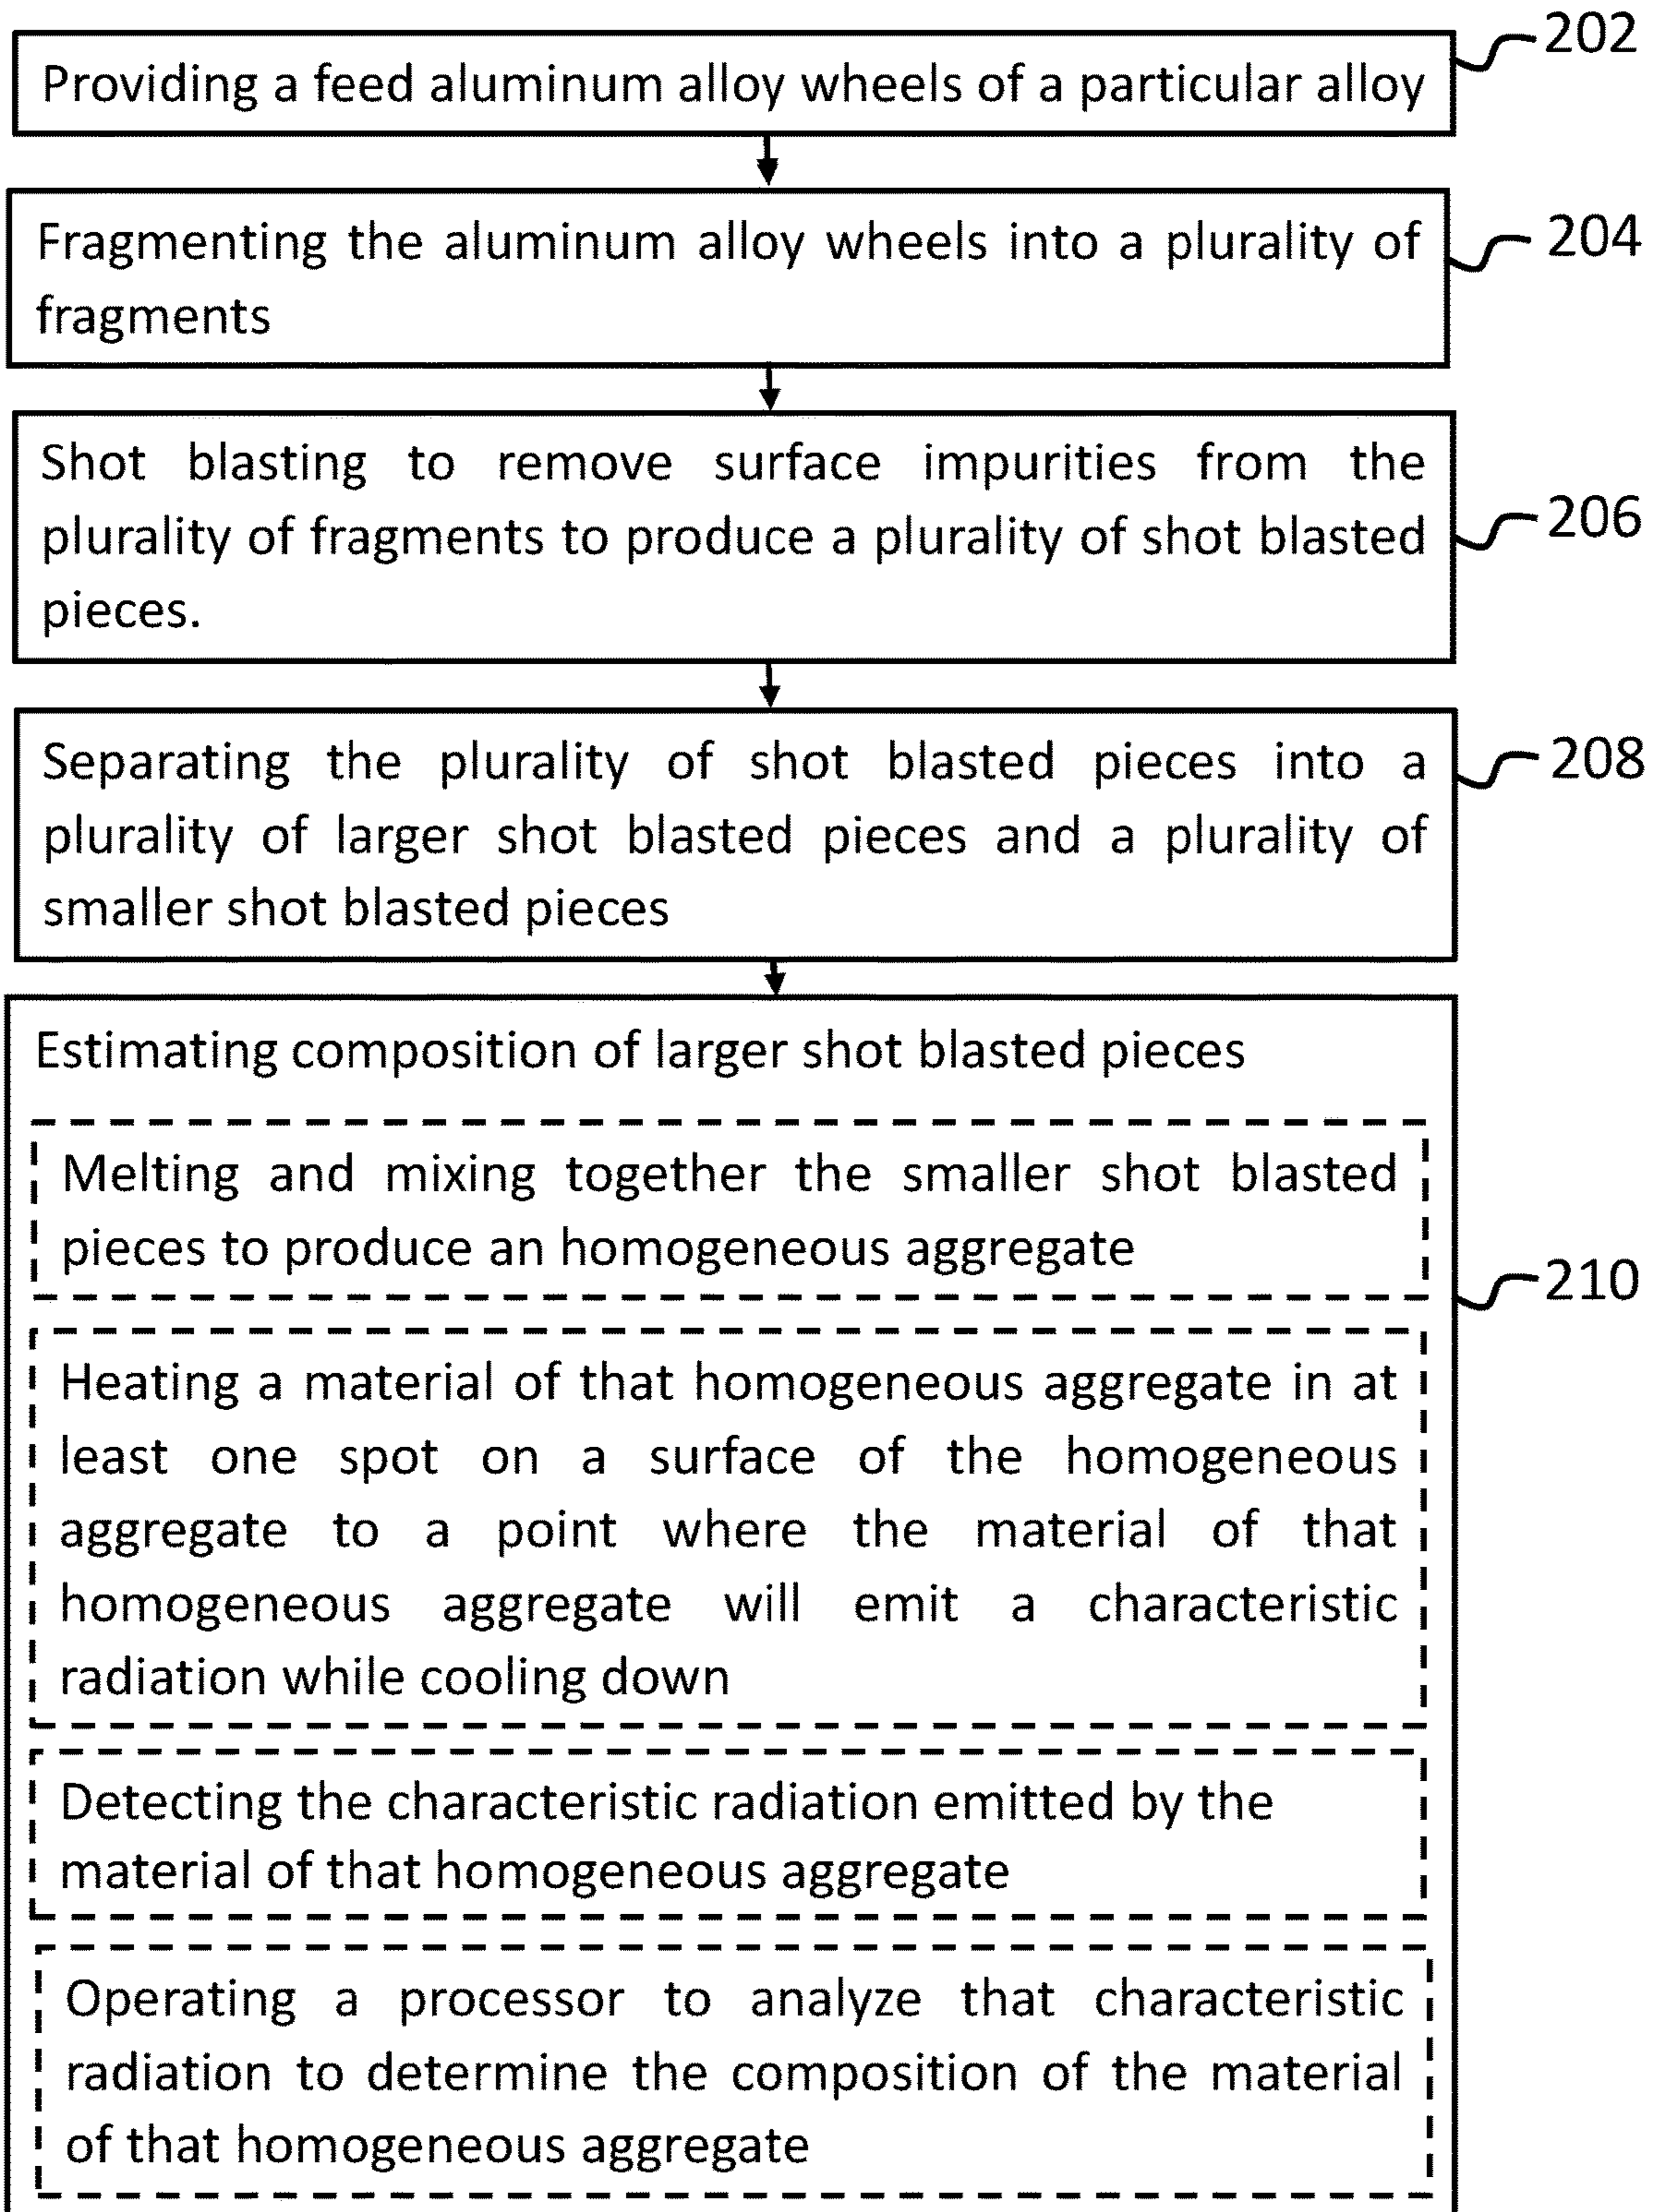 202
Providing a feed aluminum alloy wheels of a particular alloy
204
Fragmenting the aluminum alloy wheels into a plurality of
fragments
206
Shot blasting to remove surface impurities from the
plurality of fragments to produce a plurality of shot blasted
pieces.
208
Separating the plurality of shot blasted pieces into a
plurality of larger shot blasted pieces and a plurality of
smaller shot blasted pieces
Estimating composition of larger shot blasted pieces
Melting and mixing together the smaller shot blasted
pieces to produce an homogeneous aggregate
210
Heating a material of that homogeneous aggregate in at
least one spot on a surface of the homogeneous
aggregate to a point where the material of that
homogeneous aggregate will emit a characteristic
radiation while cooling down
Detecting the characteristic radiation emitted by the
material of that homogeneous aggregate
Operating a processor to analyze that characteristic
radiation to determine the composition of the material
of that homogeneous aggregate